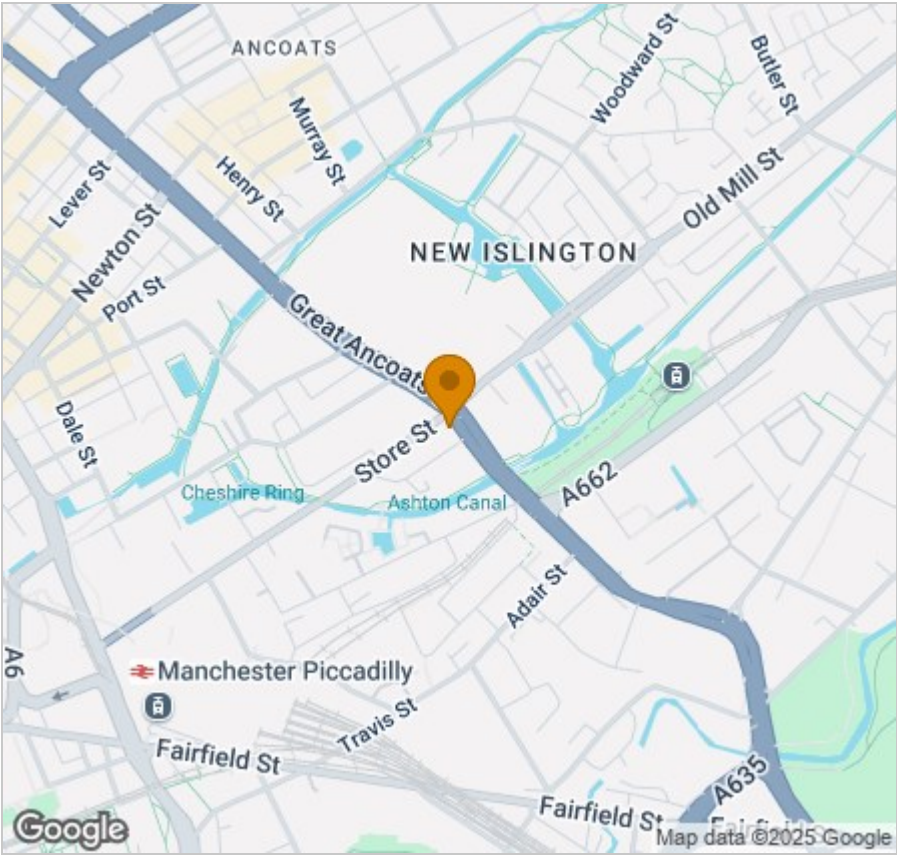 ANCOATS
Woodward St
Butler St
Murray St
Henry St
Lever St
Newton St
Port St
Old Mill St
NEW ISLINGTON
Great Ancoats
Dale St
Store St
Cheshire Ring
Ashton Canal
A662
Adair St
A6
Manchester Piccadilly
Travis St
Fairfield St
A635
Fairfield St
Google
Map data ©2025 Google